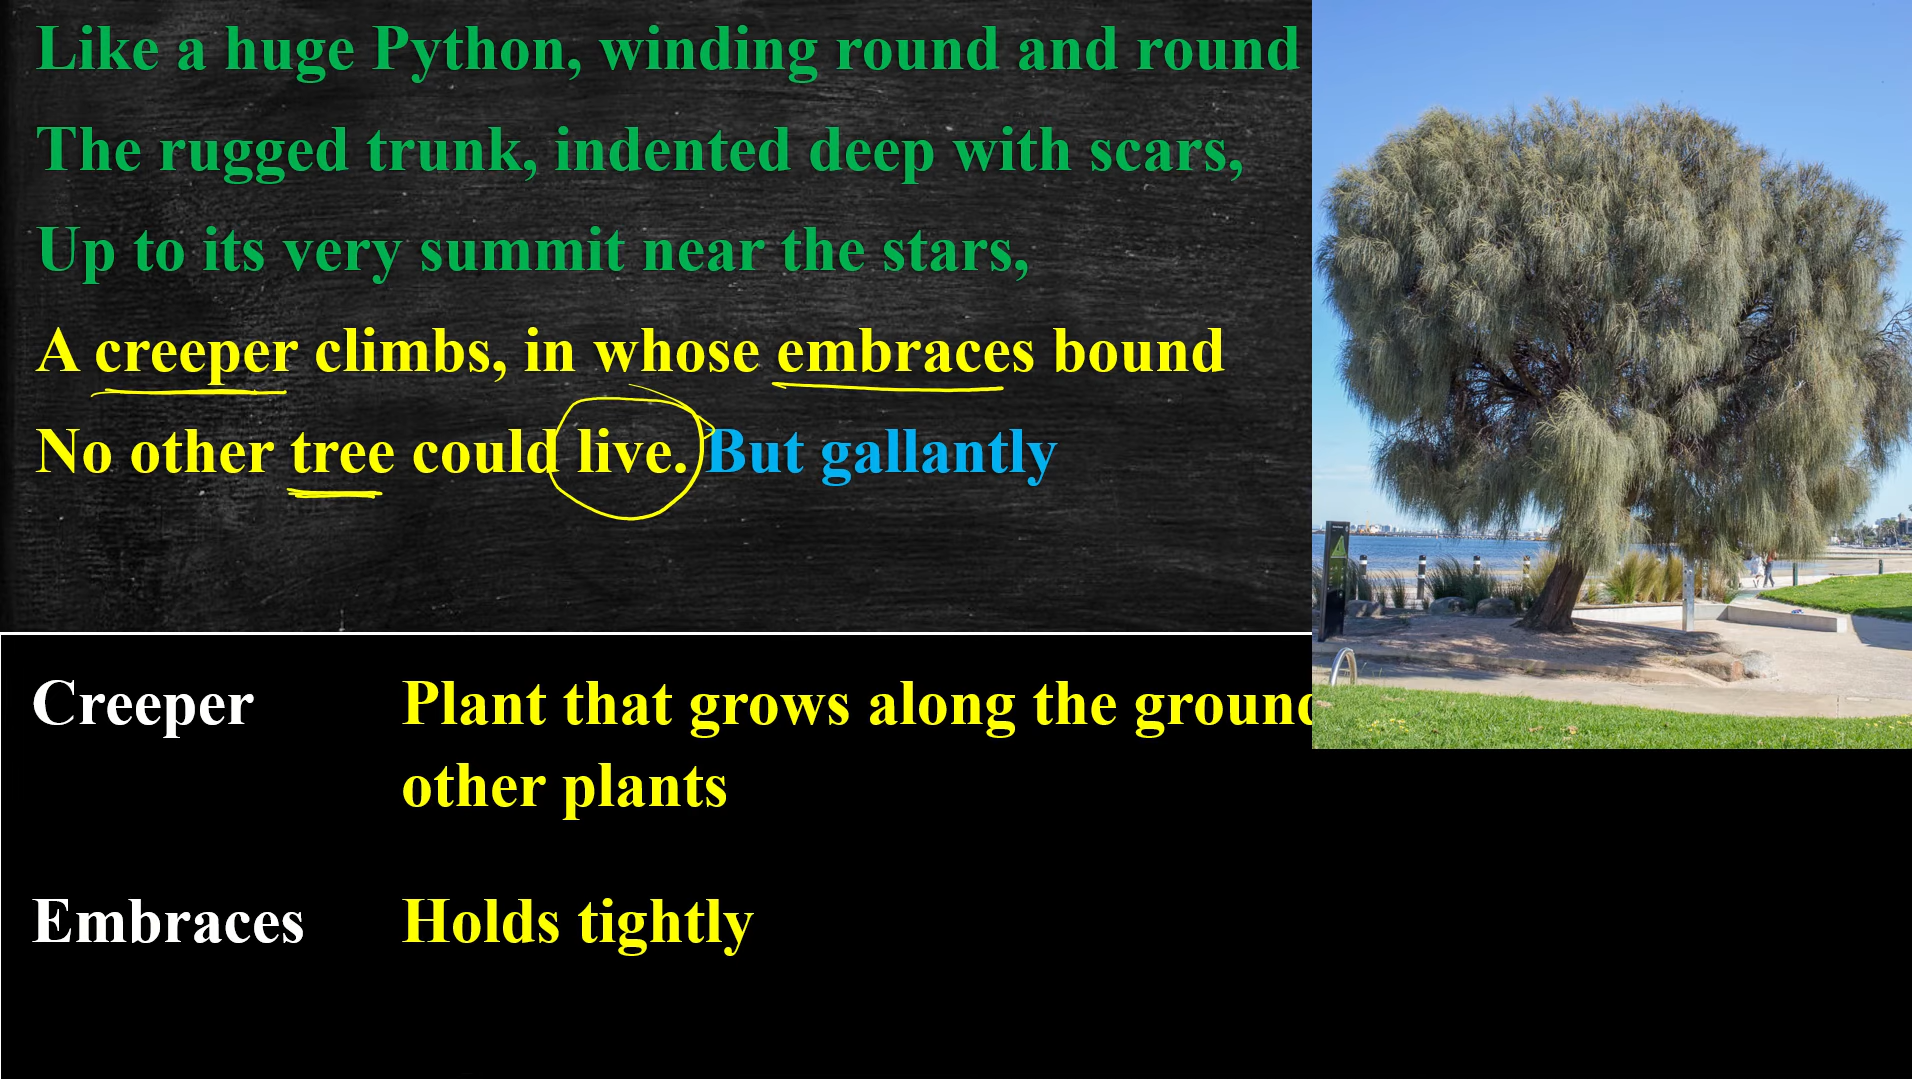 Like a huge Python, winding round and round
The rugged trunk, indented deep with scars,
Up to its very summit near the stars,
A creeper climbs, in whose embraces bound
No other tree could live. But gallantly
Creeper Plant that grows along the ground
other plants
Embraces Holds tightly